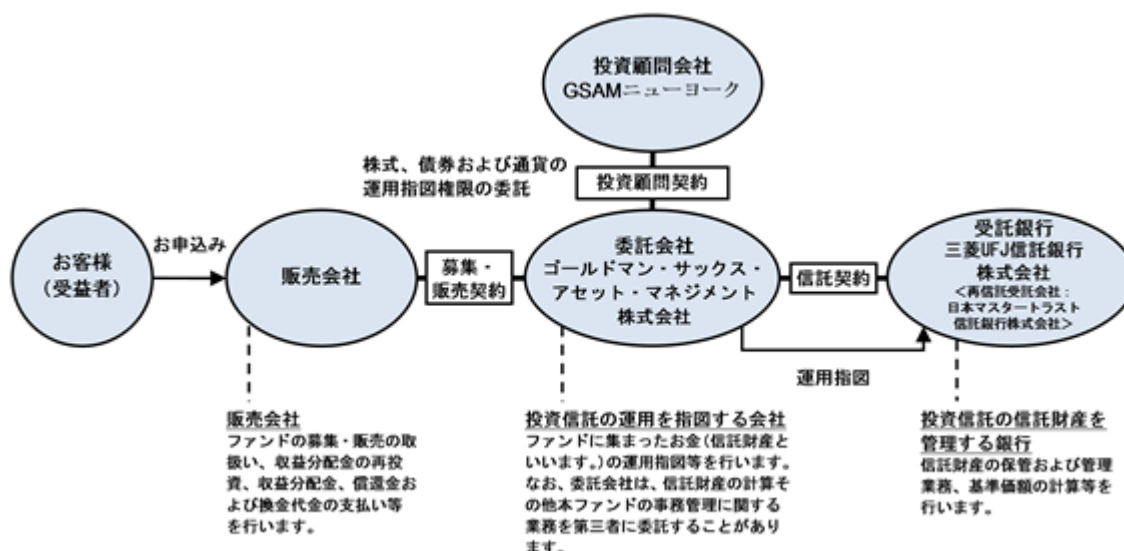 投資顧問会社
GSAMニューヨーク
株式、債券および通貨の
運用指図権限の委託
投資顧問契約
お客様
（受益者）
お申込み
販売会社
募集・
販売契約
委託会社
ゴールドマン・サックス・
アセット・マネジメント
株式会社
信託契約
受託銀行
三菱UFJ信託銀行
株式会社
＜再信託受託会社：
日本マスタートラスト
信託銀行株式会社＞
運用指図
販売会社
ファンドの募集・販売の取
扱い、収益分配金の再投
資、収益分配金、償還金お
よび換金代金の支払い等
を行います。
投資信託の運用を指図する会社
ファンドに集まったお金（信託財産と
いいます。）の運用指図等を行います。
なお、委託会社は、信託財産の計算そ
の他本ファンドの事務管理に関する
業務を第三者に委託することがあり
ます。
投資信託の信託財産を
管理する銀行
信託財産の保管および管理
業務、基準価額の計算等を
行います。